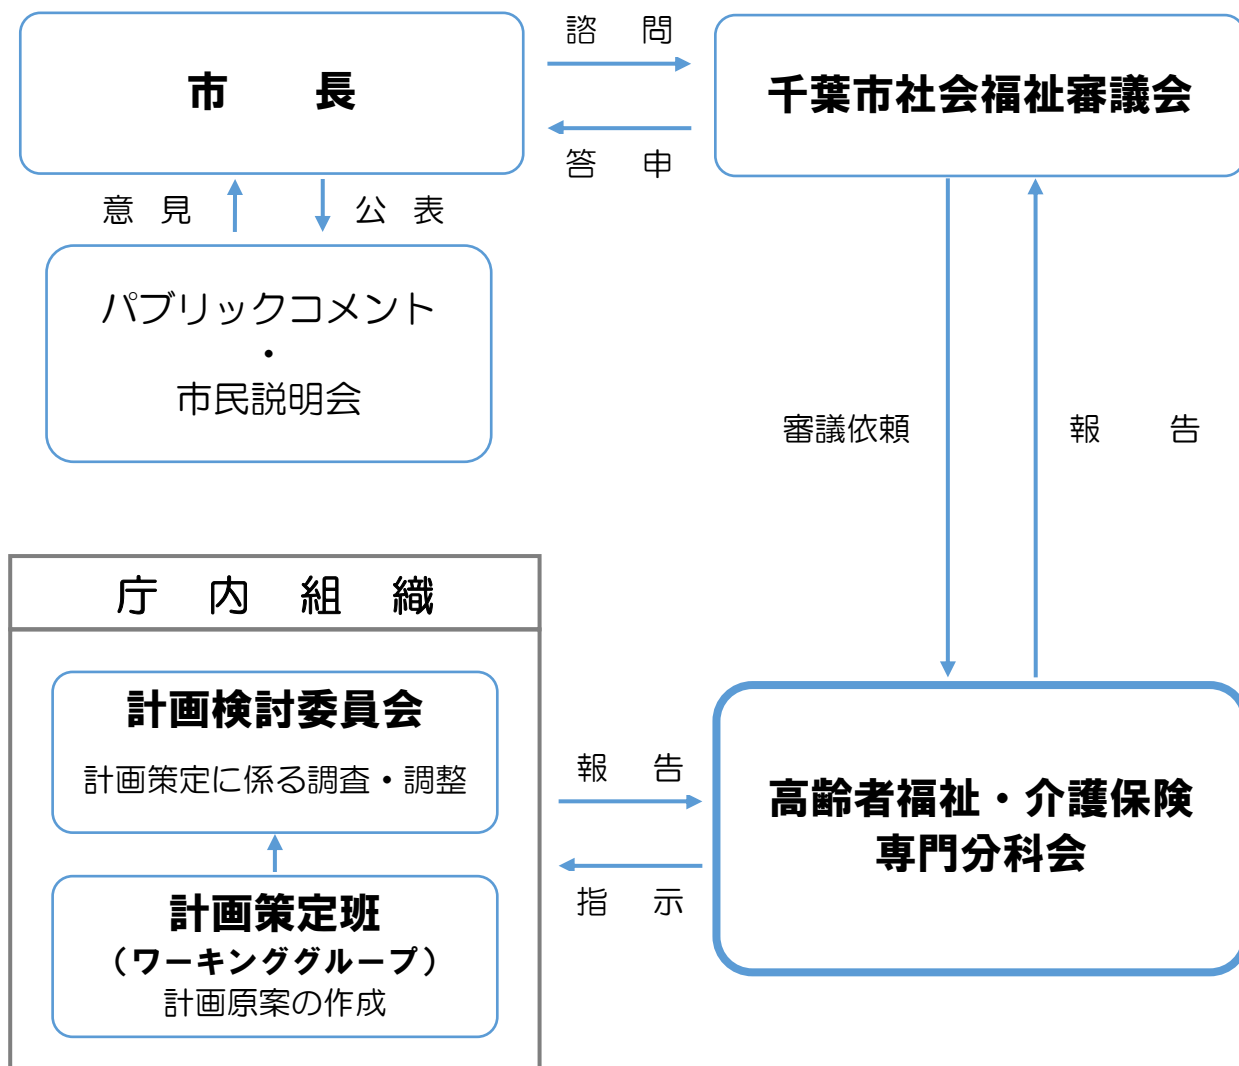 市　長
諮　問
答　申
千葉市社会福祉審議会
意　見
公　表
パブリックコメント
・
市民説明会
審議依頼
報　告
庁　内　組　織
計画検討委員会
計画策定に係る調査・調整
計画策定班
（ワーキンググループ）
計画原案の作成
報　告
指　示
高齢者福祉・介護保険
専門分科会